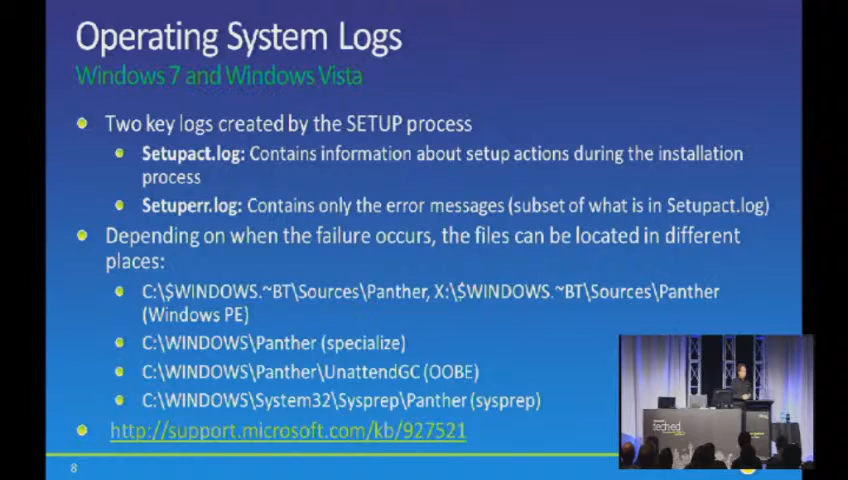 Operating System Logs
Windows 7 and Windows Vista
Two key logs created by the SETUP process
Setupact.log: Contains information about setup actions during the installation
process
Setuperr.log: Contains only the error messages (subset of what is in Setupact.log)
Depending on when the failure occurs, the files can be located in different
places:
C:\$WINDOWS.~BT\Sources\Panther, X:\$WINDOWS.~BT\Sources\Panther
(Windows PE)
C:\WINDOWS\Panther (specialize)
C:\WINDOWS\Panther\UnattendGC (OOBE)
C:\WINDOWS\System32\Sysprep\Panther (sysprep)
http://support.microsoft.com/kb/927521
8
teched